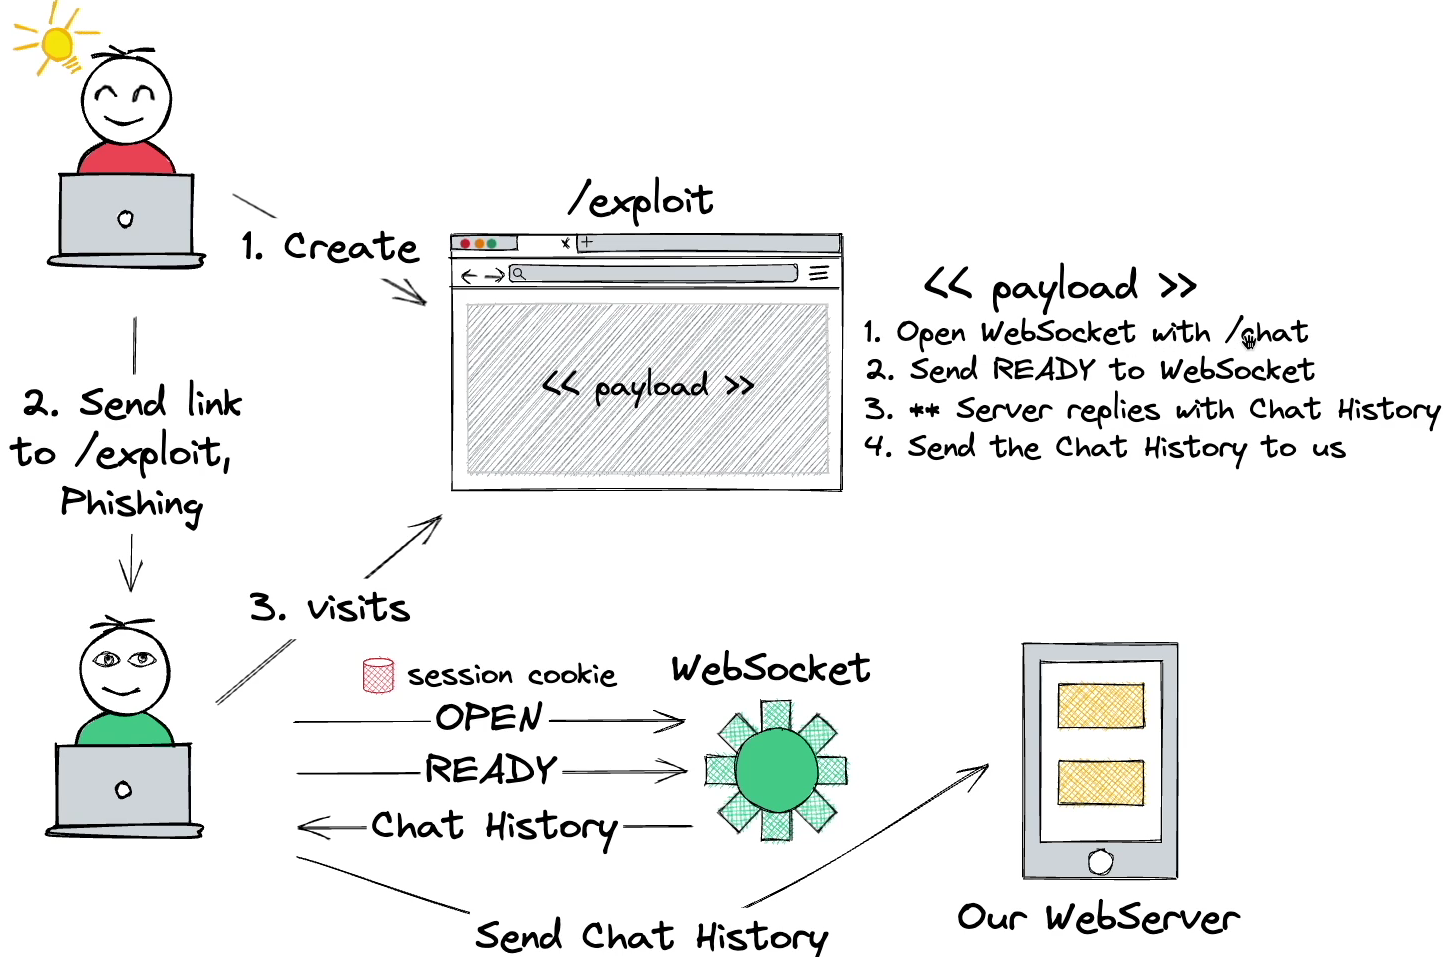 /exploit
1. Create
<< payload >>
<< payload >>
1. Open WebSocket with /chat
2. Send READY to WebSocket
3. ** Server replies with Chat History
4. Send the Chat History to us
2. Send link
to /exploit,
Phishing
3. visits
session cookie
WebSocket
OPEN
READY
Chat History
Send Chat History
Our WebServer